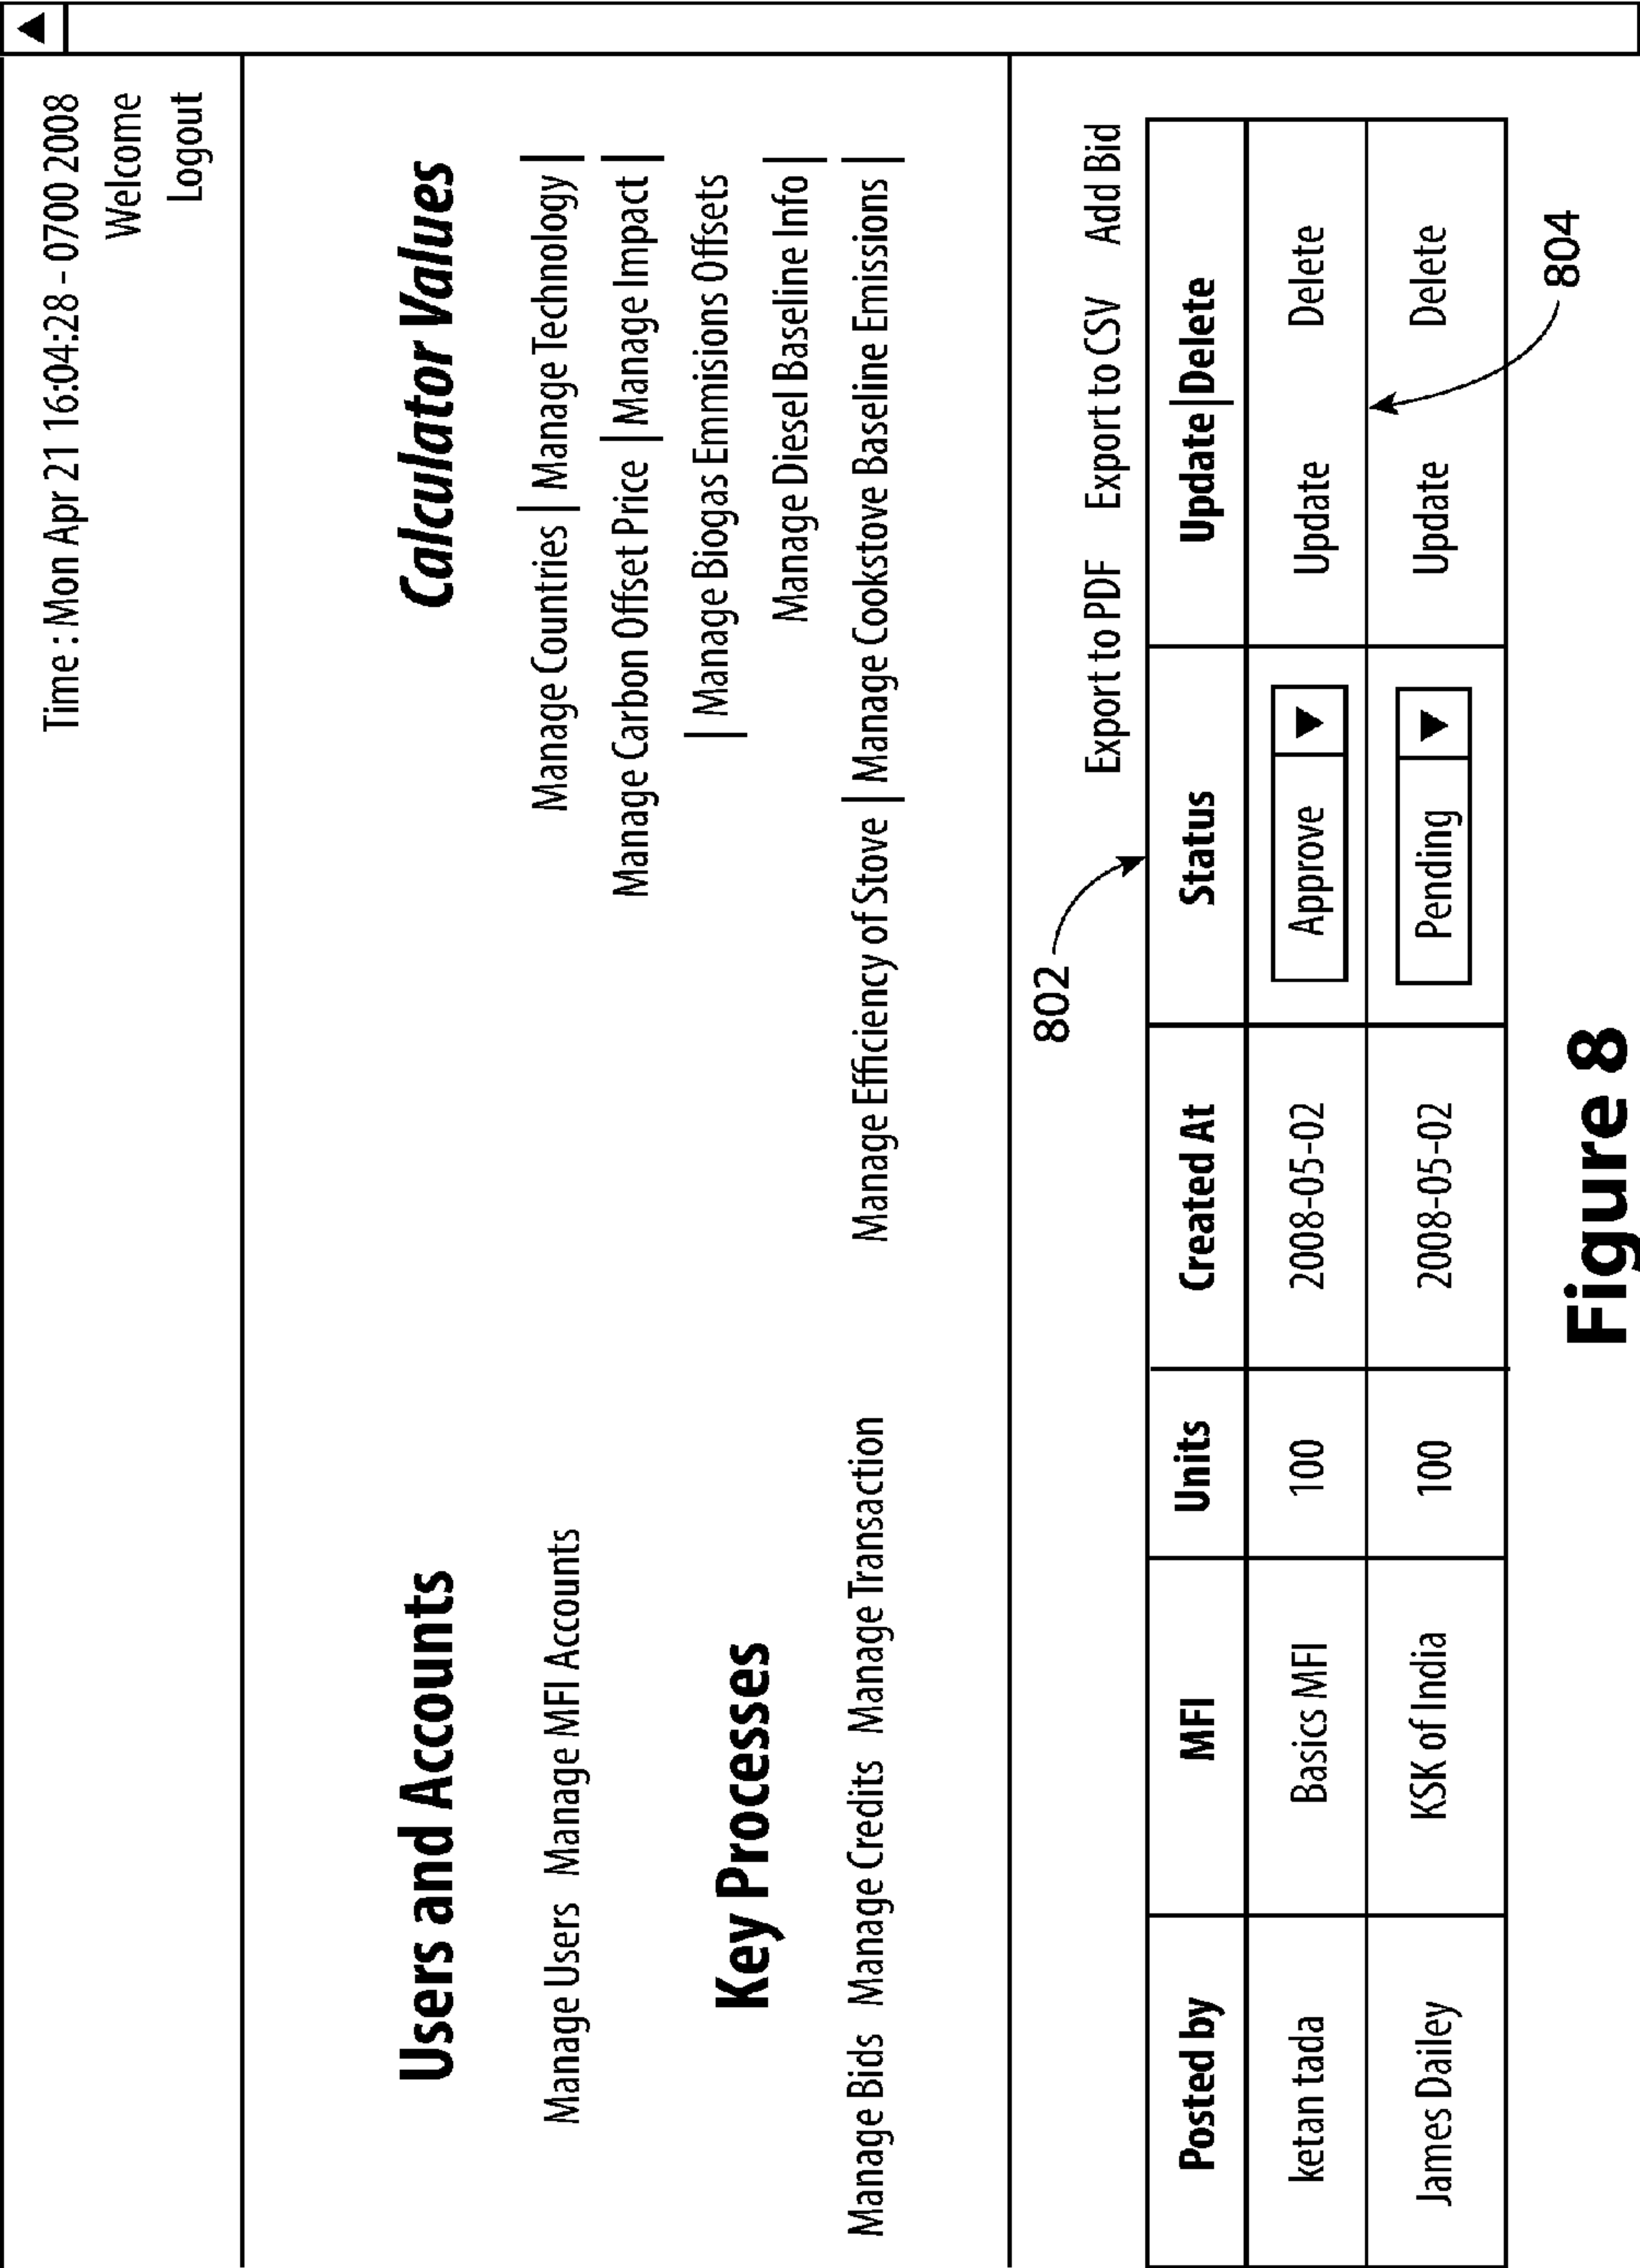 Time : Mon Apr 21 16:04:28 - 0700 2008
Welcome
Logout
Users and Accounts
Manage Users Manage MFI Accounts
Key Processes
Manage Bids Manage Credits Manage Transaction
Calculator Values
Manage Countries | Manage Technology |
Manage Carbon Offset Price | Manage Impact |
| Manage Biogas Emmisions Offsets
Manage Diesel Baseline Info |
Manage Efficiency of Stove | Manage Cookstove Baseline Emissions |
802
Export to PDF Export to CSV Add Bid
Posted by MFI Units Created At Status Update|Delete
ketan tada Basics MFI 100 2008-05-02 Approve Update Delete
James Dailey KSK of India 100 2008-05-02 Pending Update Delete
804
Figure 8